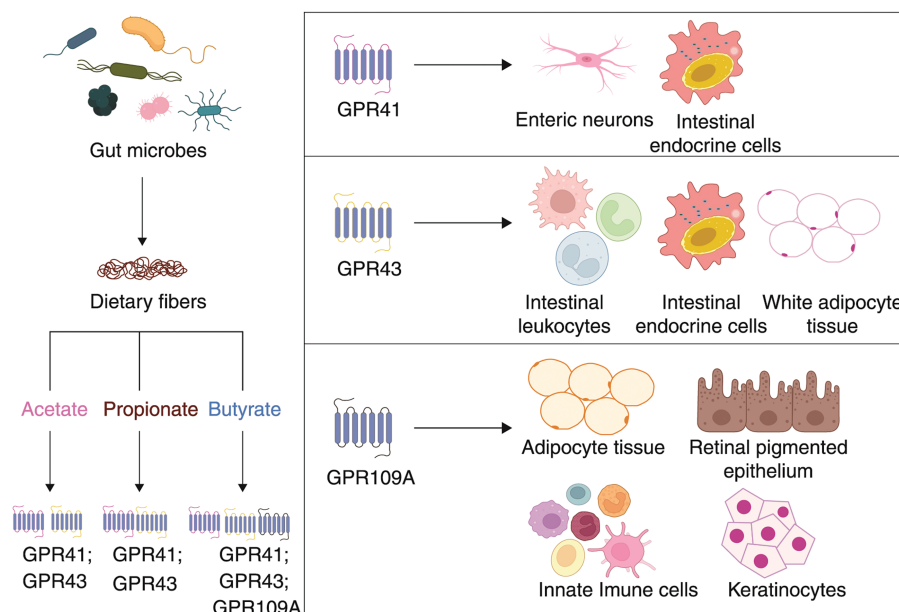 Gut microbes
Dietary fibers
Acetate Propionate Butyrate
GPR41;
GPR43
GPR41;
GPR43
GPR41;
GPR43;
GPR109A
GPR41
Enteric neurons
Intestinal
endocrine cells
GPR43
Intestinal
leukocytes
Intestinal
endocrine cells
White adipocyte
tissue
GPR109A
Adipocyte tissue
Retinal pigmented
epithelium
Innate Imune cells
Keratinocytes